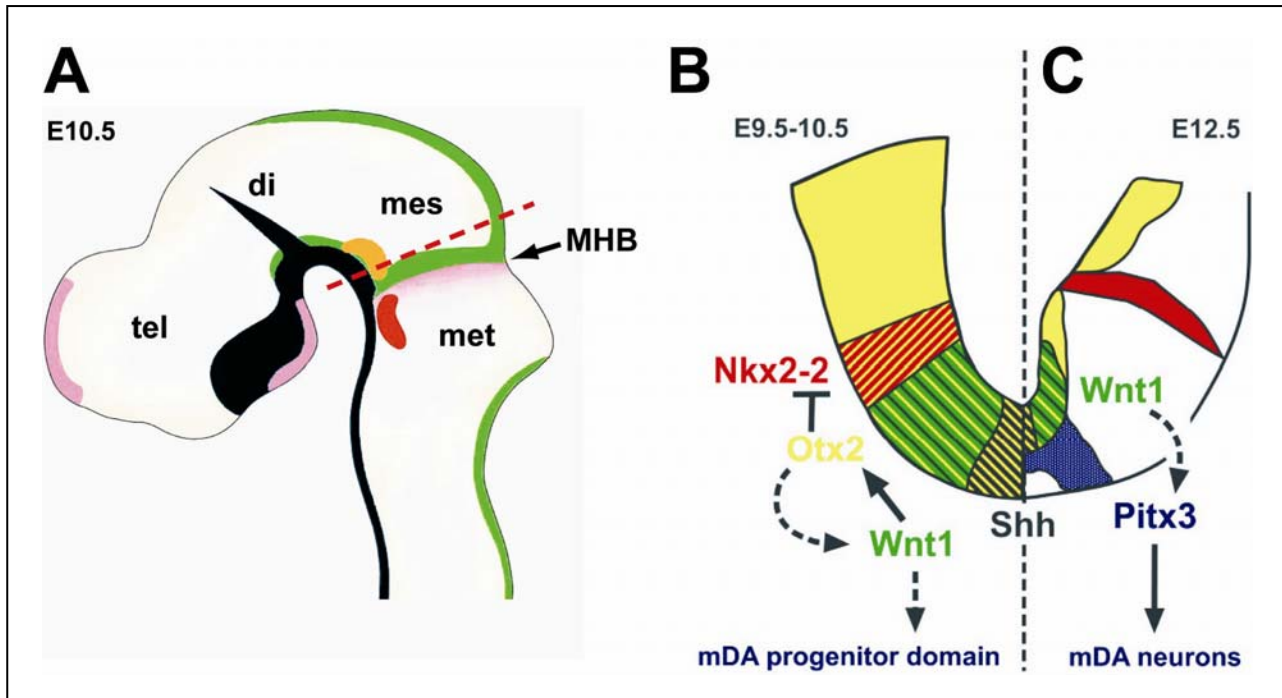 A
E10.5
di
mes
MHB
tel
met
B
E9.5-10.5
Nkx2-2
Otx2
Wnt1
Shh
mDA progenitor domain
C
E12.5
Wnt1
Pitx3
mDA neurons